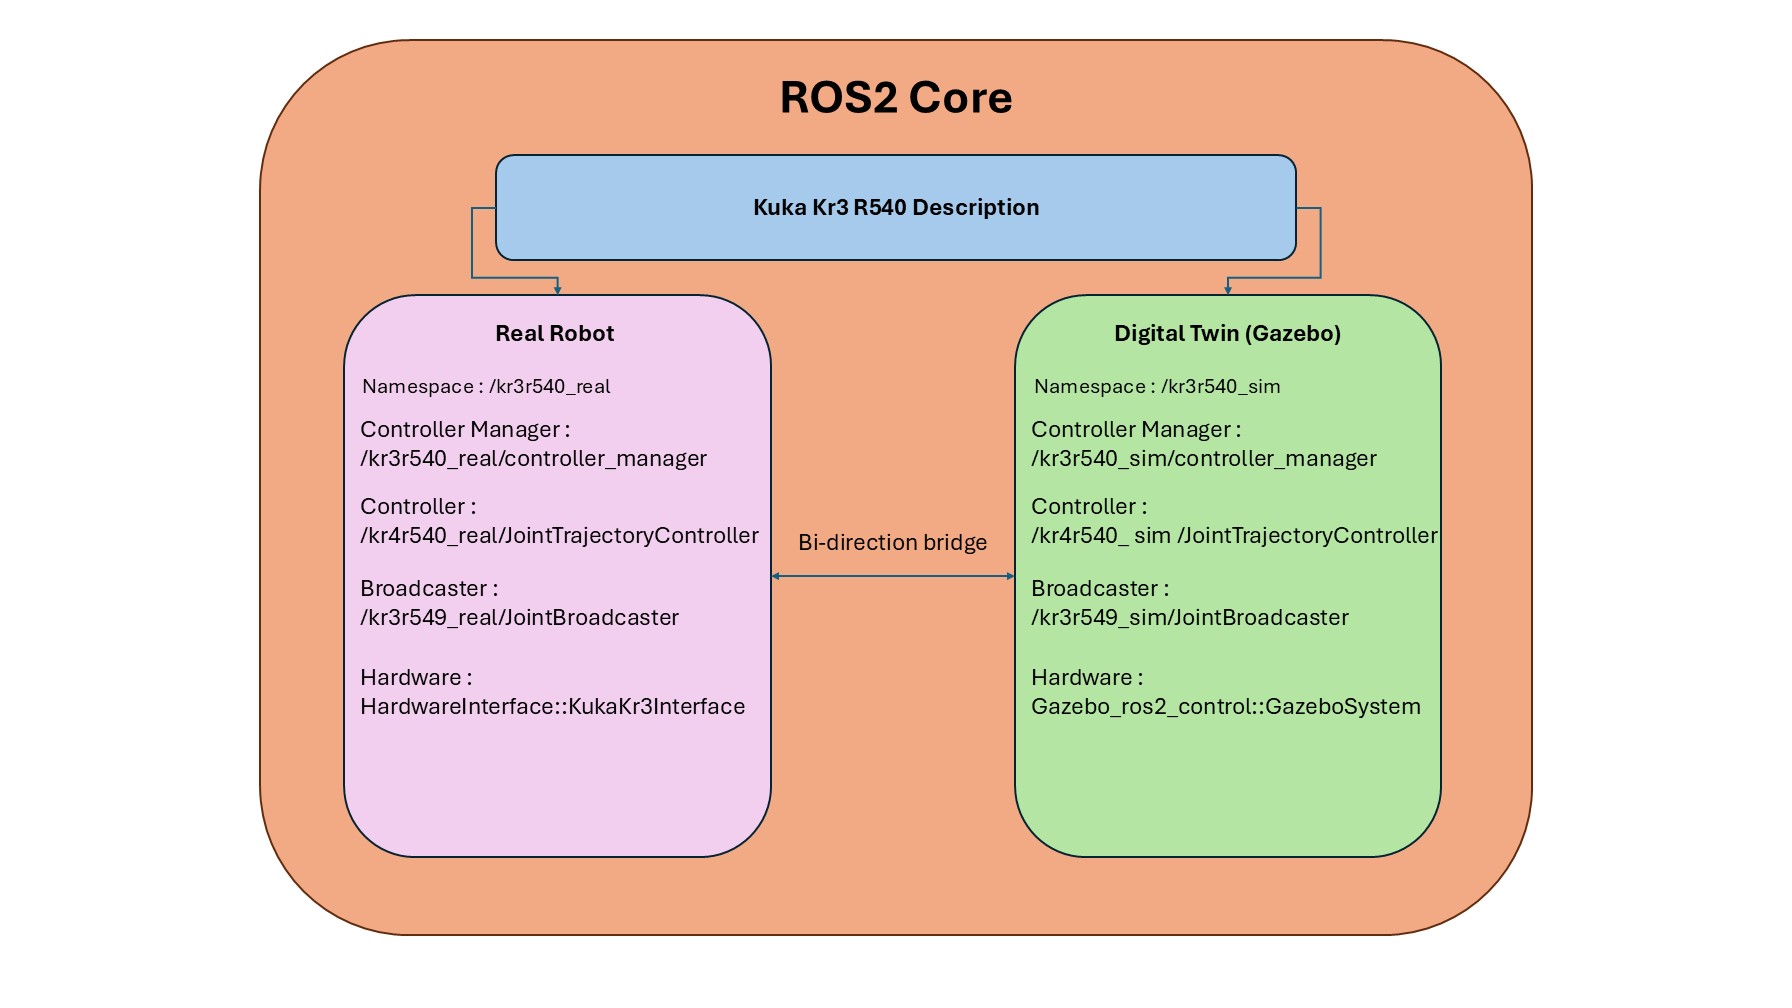 ROS2 Core
Kuka Kr3 R540 Description
Real Robot
Namespace : /kr3r540_real
Controller Manager :
/kr3r540_real/controller_manager
Controller :
/kr4r540_real/JointTrajectoryController
Broadcaster :
/kr3r549_real/JointBroadcaster
Hardware :
HardwareInterface::KukaKr3Interface
Bi-direction bridge
Digital Twin (Gazebo)
Namespace : /kr3r540_sim
Controller Manager :
/kr3r540_sim/controller_manager
Controller :
/kr4r540_ sim /JointTrajectoryController
Broadcaster :
/kr3r549_sim/JointBroadcaster
Hardware :
Gazebo_ros2_control::GazeboSystem